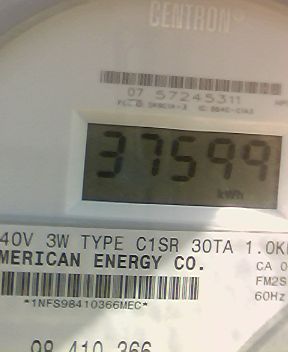 CENTRON®
07 57245311
37599
kWh
40V 3W TYPE C1SR 30TA 1.0K
MERICAN ENERGY CO.
CA 0
FM2S
*1NFS98410366MEC*
60Hz
98 410 366